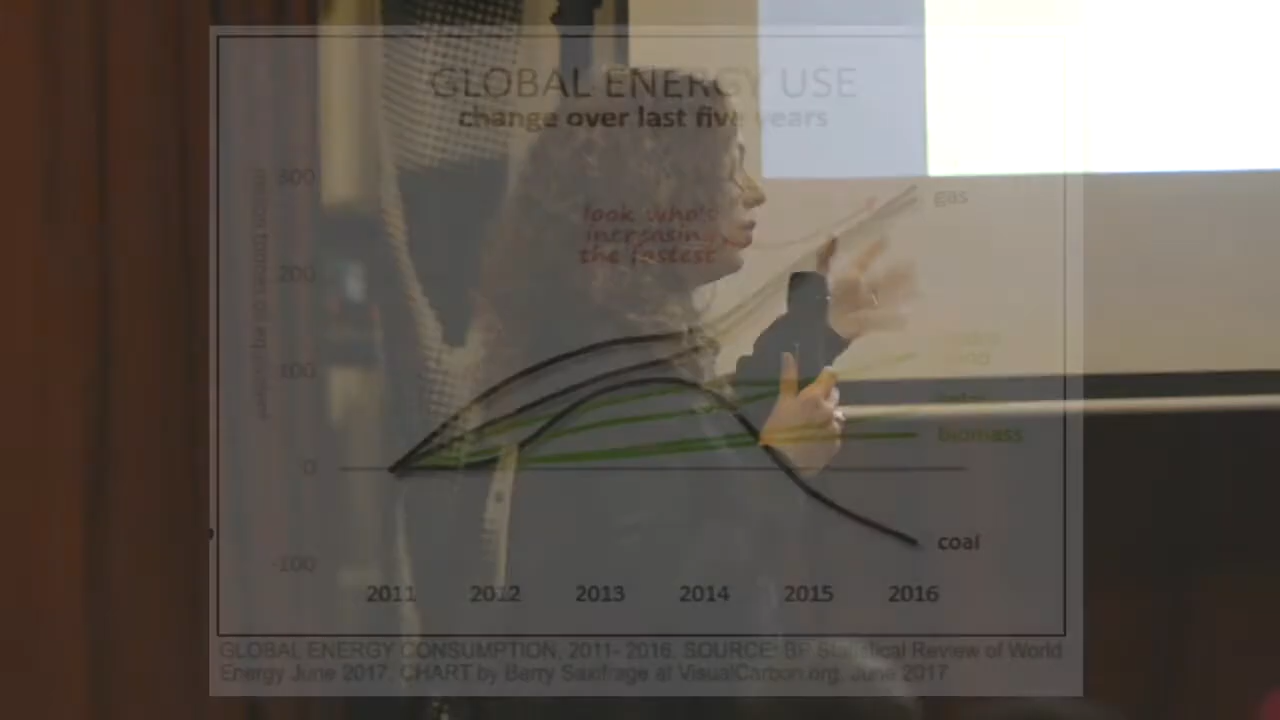 GLOBAL ENERGY USE
change over last five years
300
look who's
increasing
the fastest
gas
200
wind
100
biomass
0
coal
-100
2011 2012 2013 2014 2015 2016
GLOBAL ENERGY CONSUMPTION, 2011- 2016. SOURCE: BP Statistical Review of World
Energy June 2017. CHART by Barry Saxifrage at VisualCarbon.org, June 2017